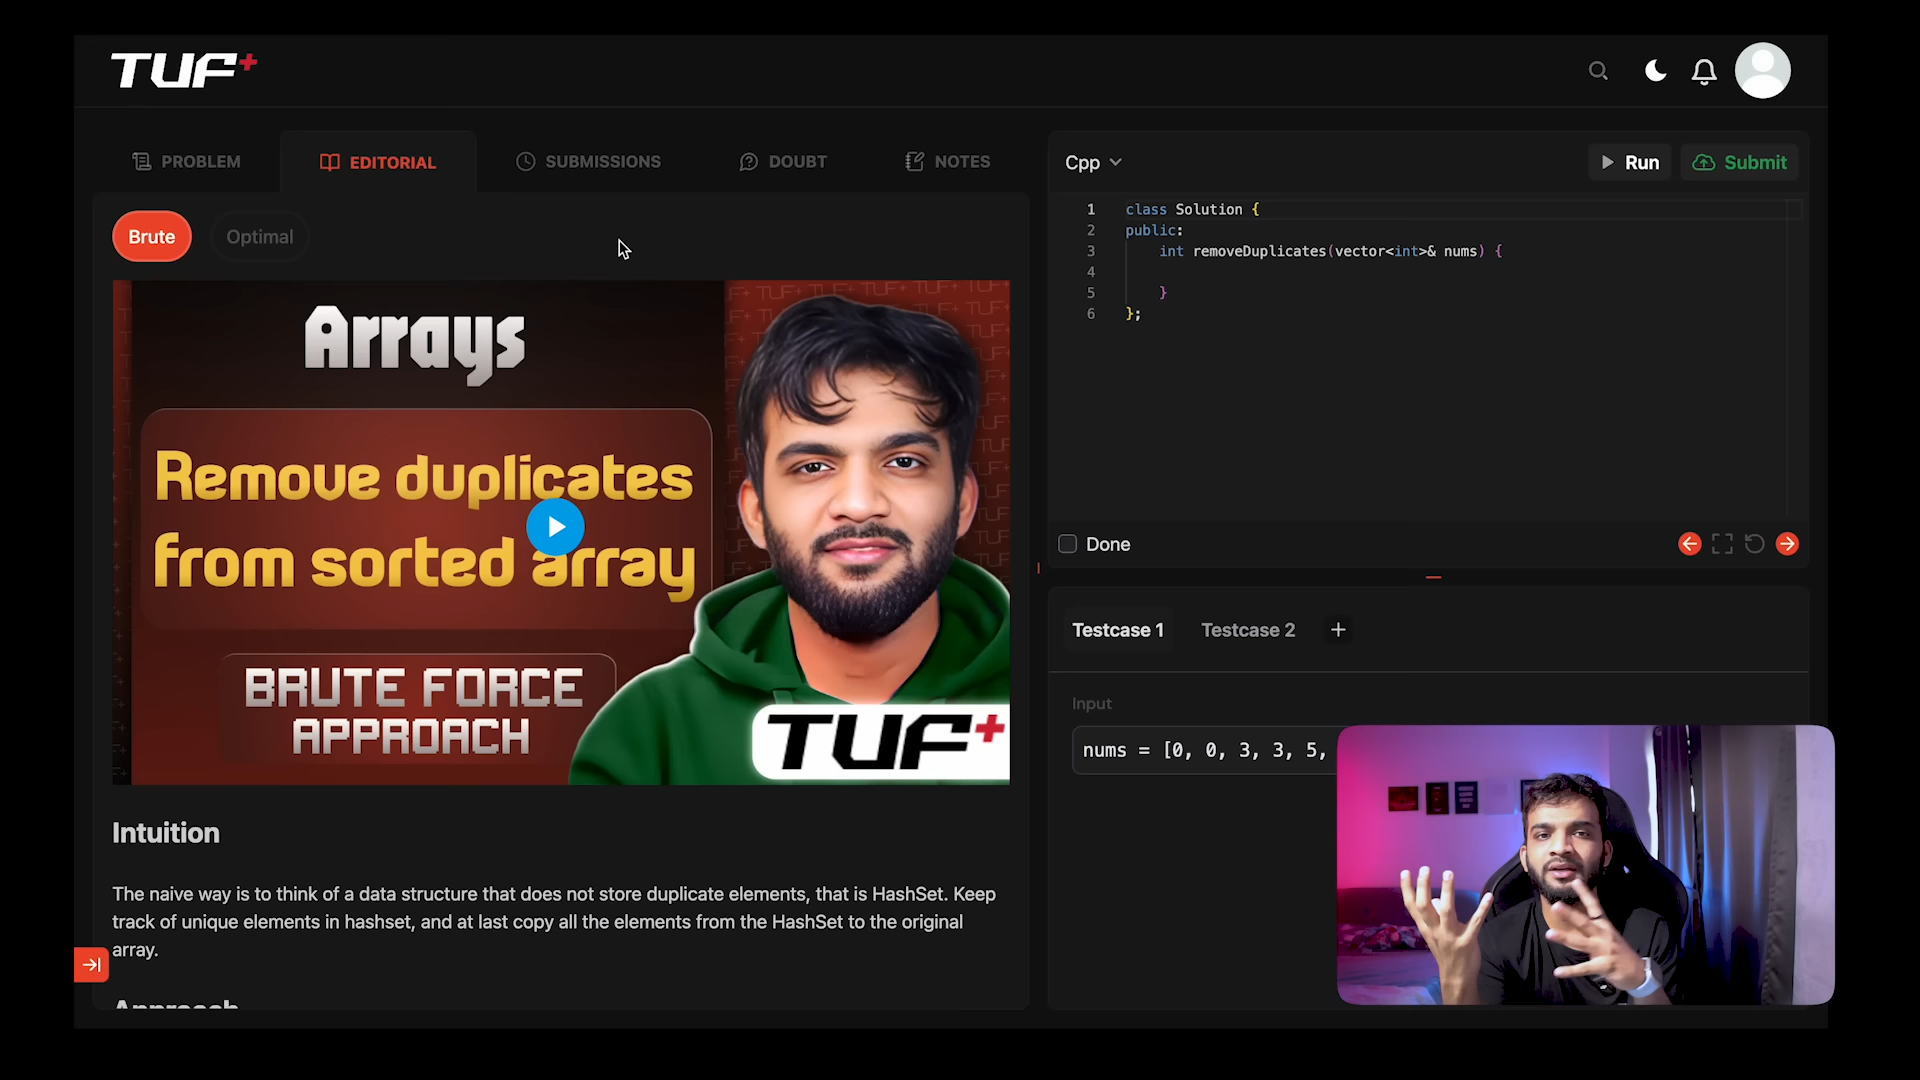 TUF+
PROBLEM
EDITORIAL
SUBMISSIONS
DOUBT
NOTES
Brute
Optimal
Arrays
Remove duplicates
from sorted array
BRUTE FORCE
APPROACH
TUF+
Intuition
The naive way is to think of a data structure that does not store duplicate elements, that is HashSet. Keep
track of unique elements in hashset, and at last copy all the elements from the HashSet to the original
array.
Approach
Cpp
Run
Submit
1 class Solution {
2 public:
3 int removeDuplicates(vector<int>& nums) {
4
5 }
6 };
Done
Testcase 1
Testcase 2
+
Input
nums = [0, 0, 3, 3, 5,